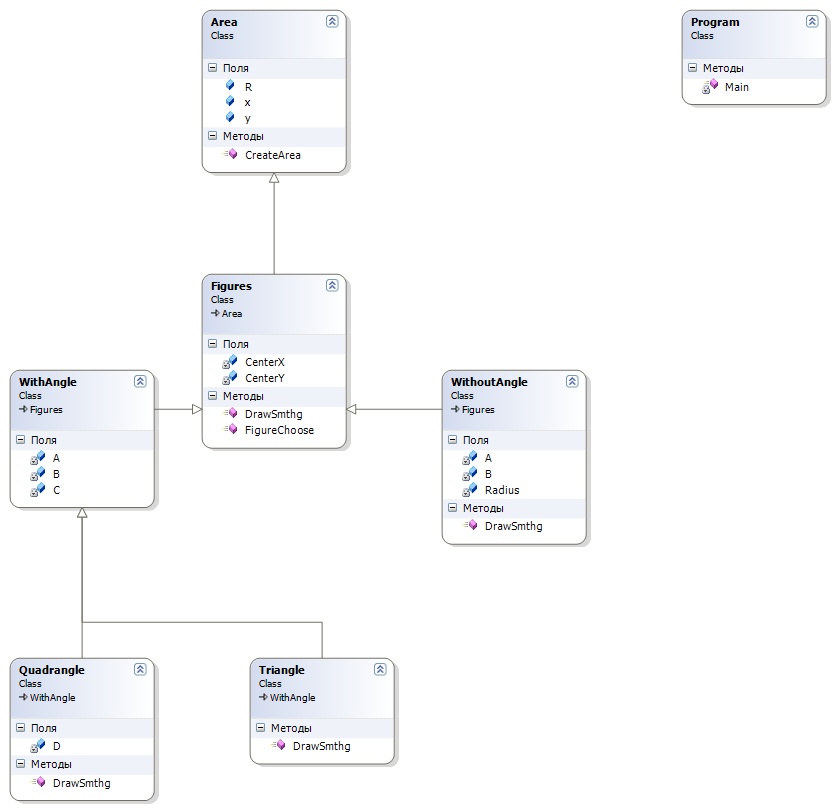 Area
Class
Поля
R
x
y
Методы
CreateArea
Program
Class
Методы
Main
Figures
Class
Area
Поля
CenterX
CenterY
Методы
DrawSmthg
FigureChoose
WithAngle
Class
Figures
Поля
A
B
C
WithoutAngle
Class
Figures
Поля
A
B
Radius
Методы
DrawSmthg
Quadrangle
Class
WithAngle
Поля
D
Методы
DrawSmthg
Triangle
Class
WithAngle
Методы
DrawSmthg